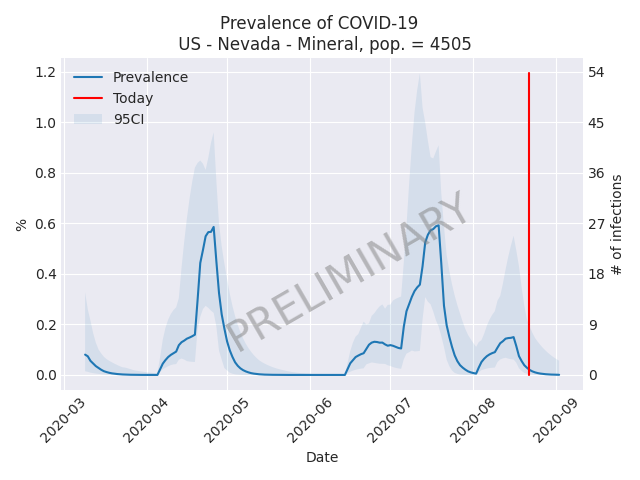 Prevalence of COVID-19
US - Nevada - Mineral, pop. = 4505
Prevalence
Today
95CI
1.2
1.0
0.8
0.6
0.4
0.2
0.0
%
54
45
36
27
18
9
0
# of infections
PRELIMINARY
2020-03
2020-04
2020-05
2020-06
2020-07
2020-08
2020-09
Date